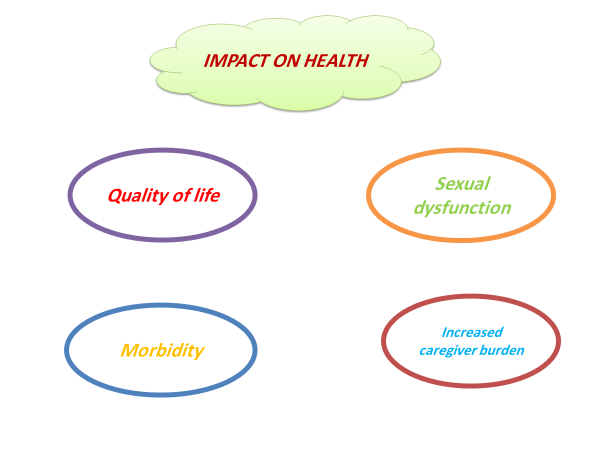 IMPACT ON HEALTH
Quality of life
Sexual
dysfunction
Morbidity
Increased
caregiver burden